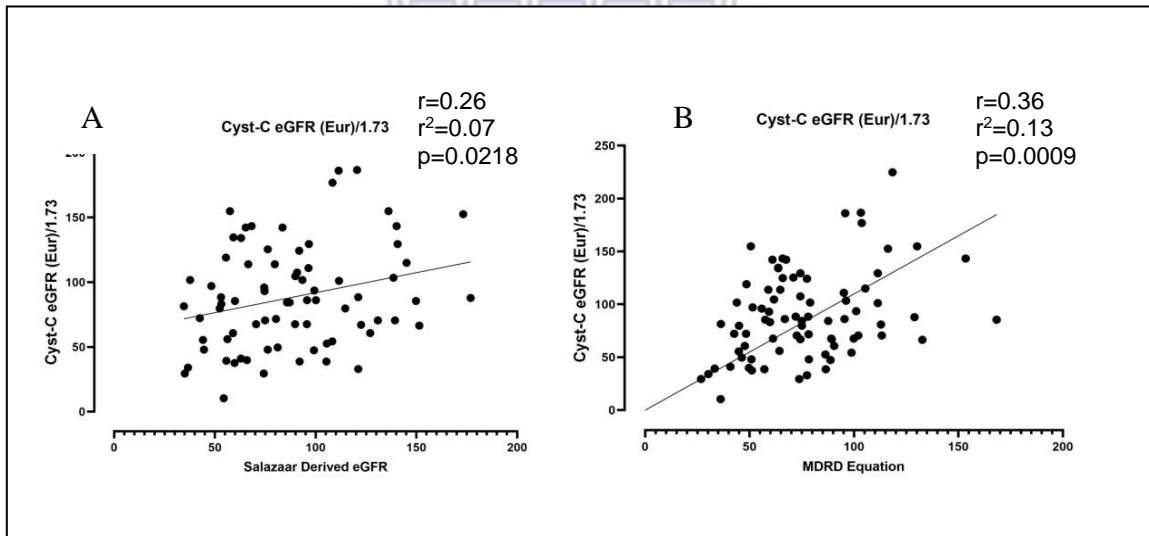 A
Cyst-C eGFR (Eur)/1.73
r=0.26
r²=0.07
p=0.0218
Cyst-C eGFR (Eur)/1.73
150
100
50
0
0 50 100 150 200
Salazaar Derived eGFR
B
Cyst-C eGFR (Eur)/1.73
r=0.36
r²=0.13
p=0.0009
Cyst-C eGFR (Eur)/1.73
250
200
150
100
50
0
0 50 100 150 200
MDRD Equation